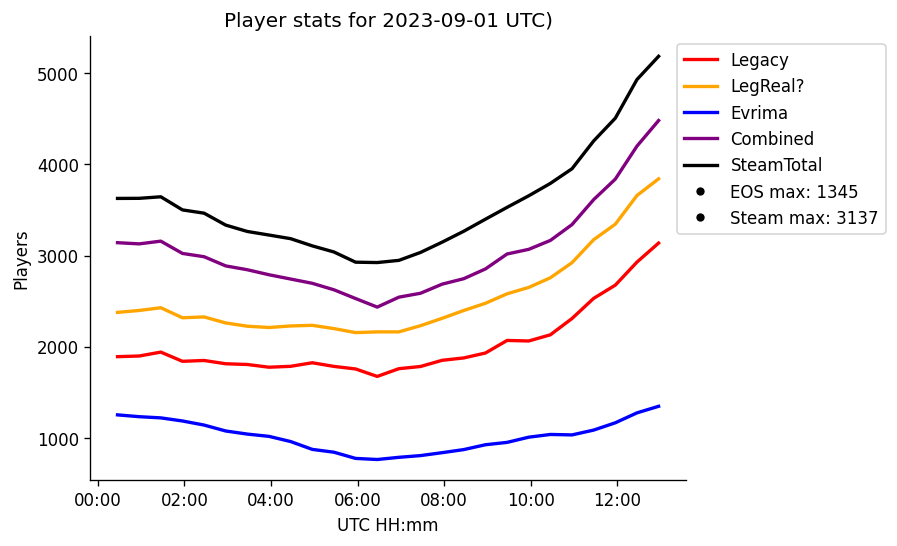 Player stats for 2023-09-01 UTC)
5000
4000
3000
2000
1000
Players
00:00 02:00 04:00 06:00 08:00 10:00 12:00
UTC HH:mm
Legacy
LegReal?
Evrima
Combined
SteamTotal
EOS max: 1345
Steam max: 3137